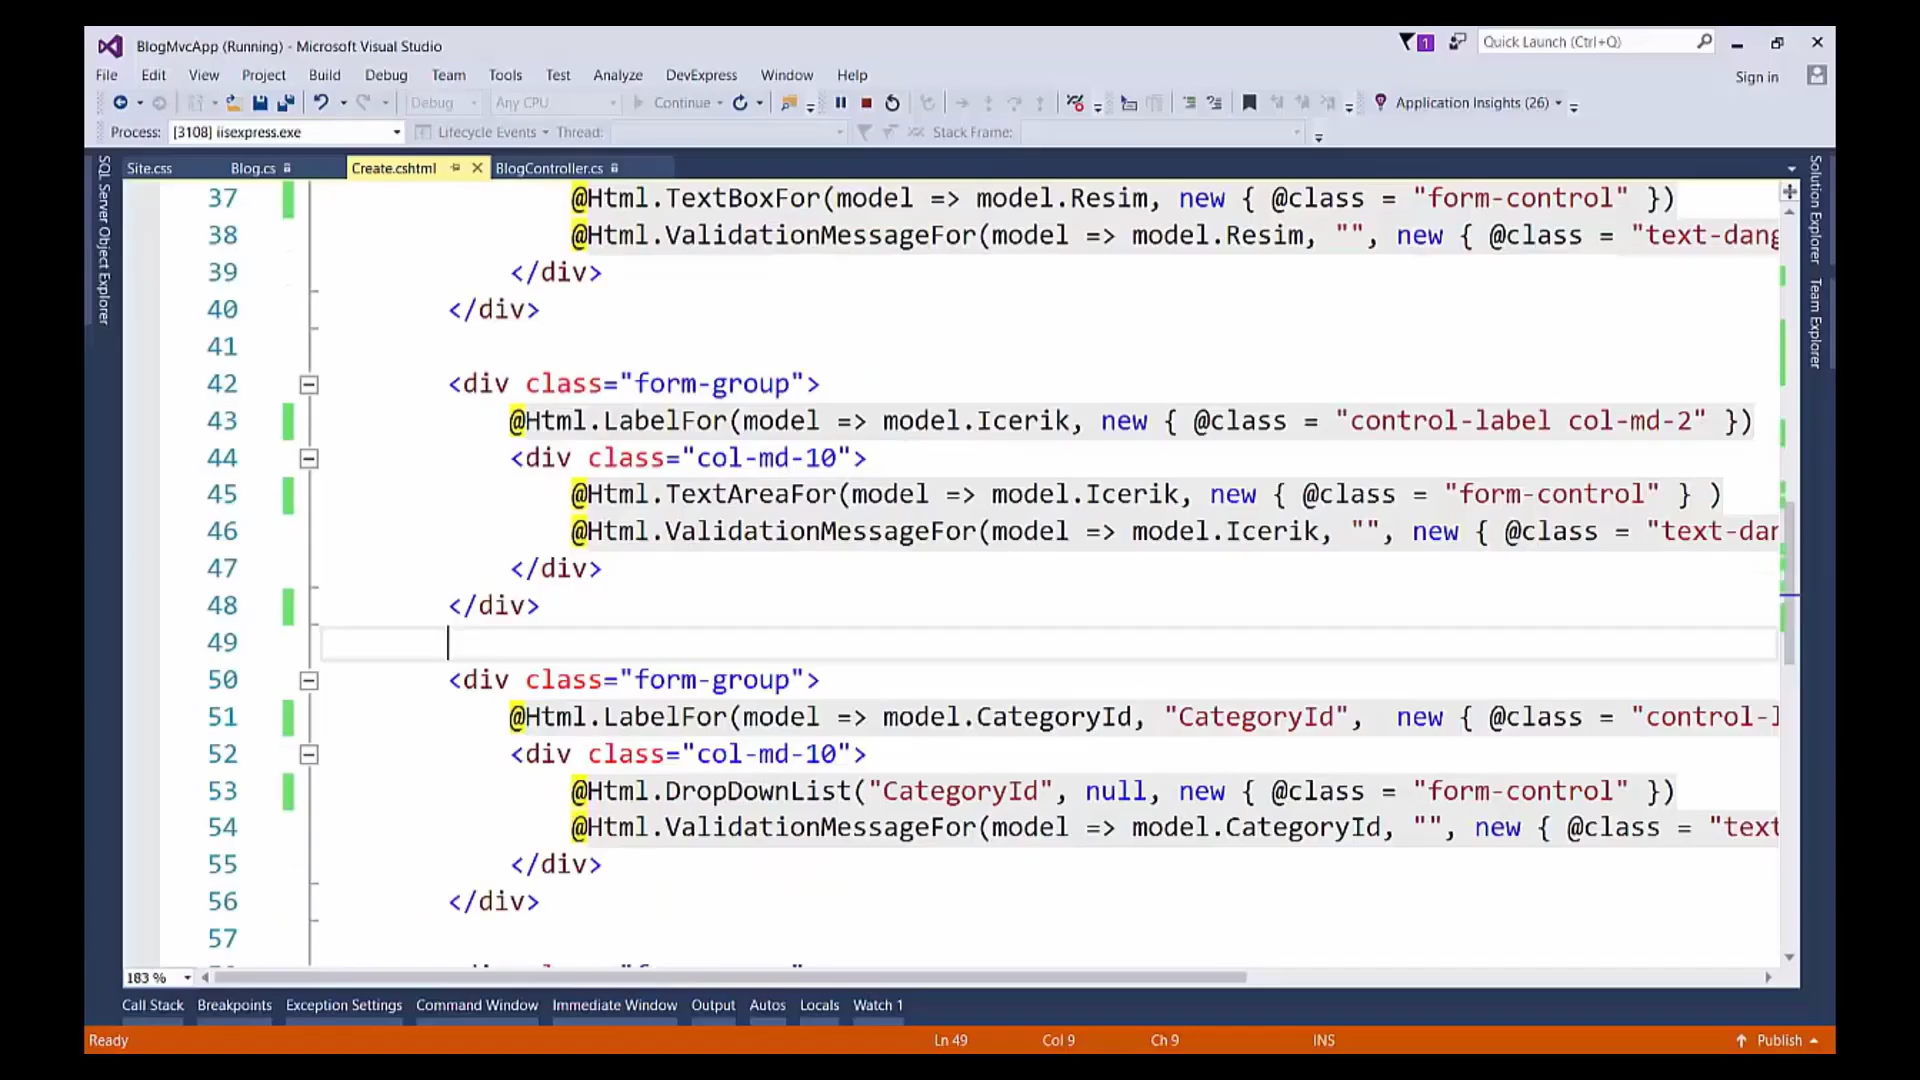 BlogMvcApp (Running) - Microsoft Visual Studio
1
Quick Launch (Ctrl+Q)
File Edit View Project Build Debug Team Tools Test Analyze DevExpress Window Help
Sign in
Debug Any CPU Continue Application Insights (26)
Process: [3108] iisexpress.exe Lifecycle Events Thread: Stack Frame:
SQL Server Object Explorer
Site.css Blog.cs Create.cshtml BlogController.cs
Solution Explorer
Team Explorer
37 @Html.TextBoxFor(model => model.Resim, new { @class = "form-control" })
38 @Html.ValidationMessageFor(model => model.Resim, "", new { @class = "text-dang
39 </div>
40 </div>
41
42 <div class="form-group">
43 @Html.LabelFor(model => model.Icerik, new { @class = "control-label col-md-2" })
44 <div class="col-md-10">
45 @Html.TextAreaFor(model => model.Icerik, new { @class = "form-control" } )
46 @Html.ValidationMessageFor(model => model.Icerik, "", new { @class = "text-dan
47 </div>
48 </div>
49
50 <div class="form-group">
51 @Html.LabelFor(model => model.CategoryId, "CategoryId", new { @class = "control-l
52 <div class="col-md-10">
53 @Html.DropDownList("CategoryId", null, new { @class = "form-control" })
54 @Html.ValidationMessageFor(model => model.CategoryId, "", new { @class = "text
55 </div>
56 </div>
57
183 %
Call Stack Breakpoints Exception Settings Command Window Immediate Window Output Autos Locals Watch 1
Ready Ln 49 Col 9 Ch 9 INS Publish